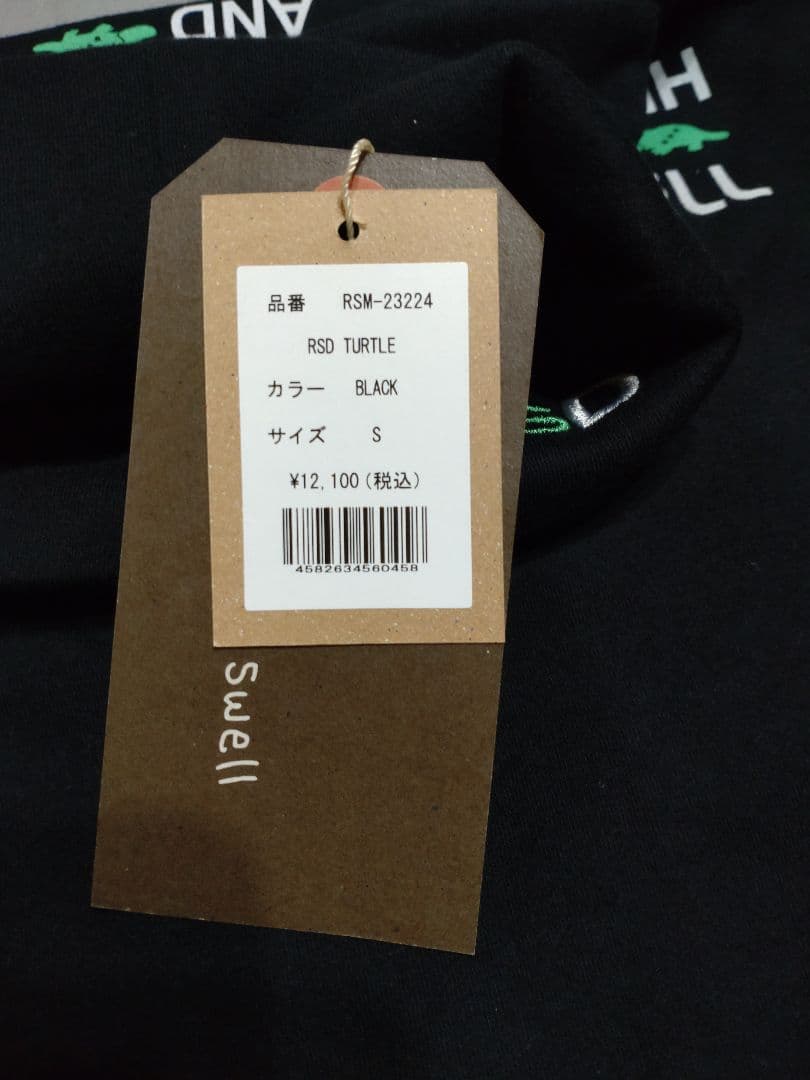 AND
品番 RSM-23224
RSD TURTLE
カラー BLACK
サイズ S
¥12,100(税込)
4582634560458
Swell